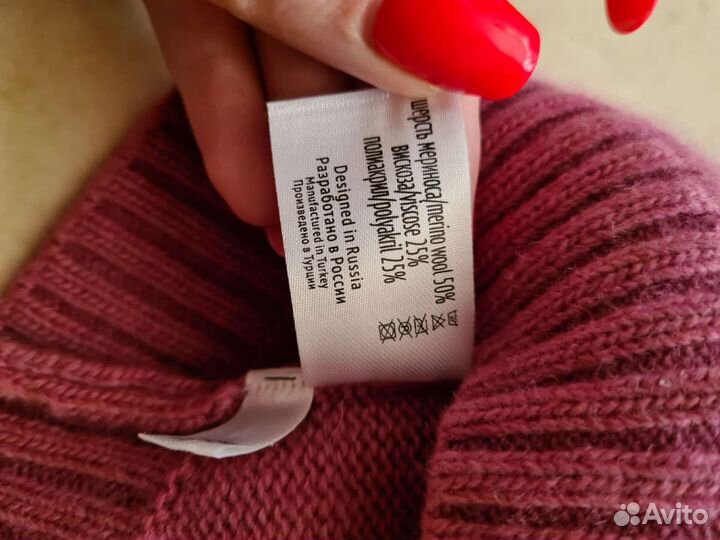 шерсть мериноса/merino wool 50%
вискоза/viscose 25%
полиакрил/polyakril 25%
Designed in Russia
Разработано в России
Manufactured in Turkey
Произведено в Турции
Avito